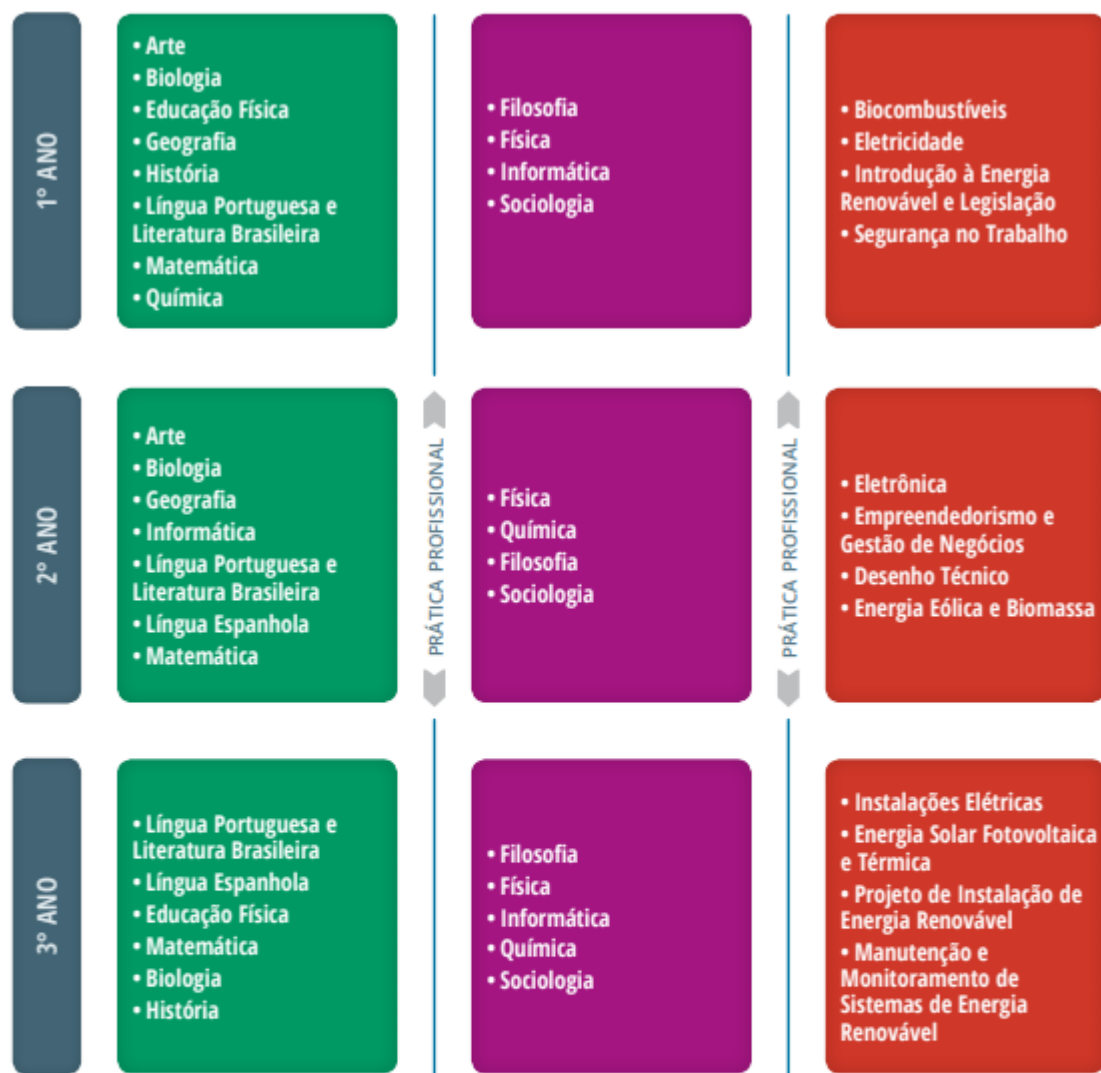 1º ANO
• Arte
• Biologia
• Educação Física
• Geografia
• História
• Língua Portuguesa e
Literatura Brasileira
• Matemática
• Química
• Filosofia
• Física
• Informática
• Sociologia
• Biocombustíveis
• Eletricidade
• Introdução à Energia
Renovável e Legislação
• Segurança no Trabalho
2º ANO
• Arte
• Biologia
• Geografia
• Informática
• Língua Portuguesa e
Literatura Brasileira
• Língua Espanhola
• Matemática
PRÁTICA PROFISSIONAL
• Física
• Química
• Filosofia
• Sociologia
PRÁTICA PROFISSIONAL
• Eletrônica
• Empreendedorismo e
Gestão de Negócios
• Desenho Técnico
• Energia Eólica e Biomassa
3º ANO
• Língua Portuguesa e
Literatura Brasileira
• Língua Espanhola
• Educação Física
• Matemática
• Biologia
• História
• Filosofia
• Física
• Informática
• Química
• Sociologia
• Instalações Elétricas
• Energia Solar Fotovoltaica
e Térmica
• Projeto de Instalação de
Energia Renovável
• Manutenção e
Monitoramento de
Sistemas de Energia
Renovável